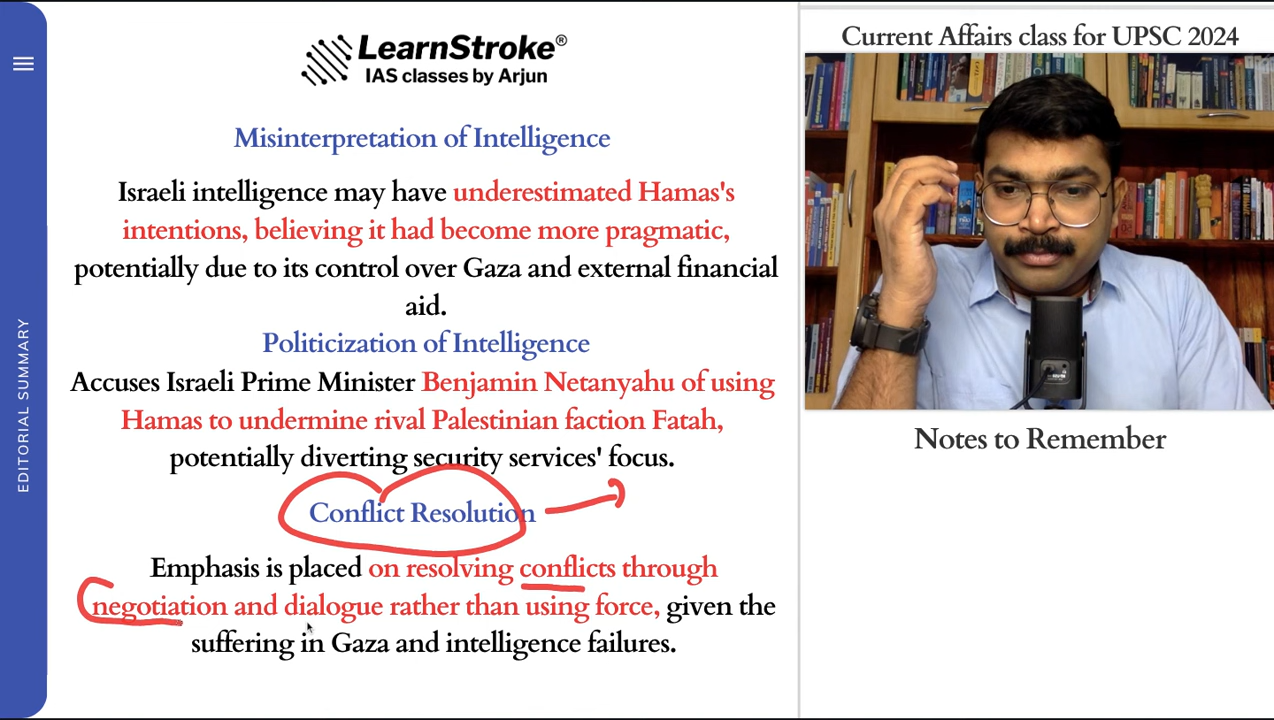 LearnStroke®
IAS classes by Arjun
Misinterpretation of Intelligence
Israeli intelligence may have underestimated Hamas's
intentions, believing it had become more pragmatic,
potentially due to its control over Gaza and external financial
aid.
Politicization of Intelligence
Accuses Israeli Prime Minister Benjamin Netanyahu of using
Hamas to undermine rival Palestinian faction Fatah,
potentially diverting security services' focus.
Conflict Resolution
Emphasis is placed on resolving conflicts through
negotiation and dialogue rather than using force, given the
suffering in Gaza and intelligence failures.
EDITORIAL SUMMARY
Current Affairs class for UPSC 2024
Notes to Remember